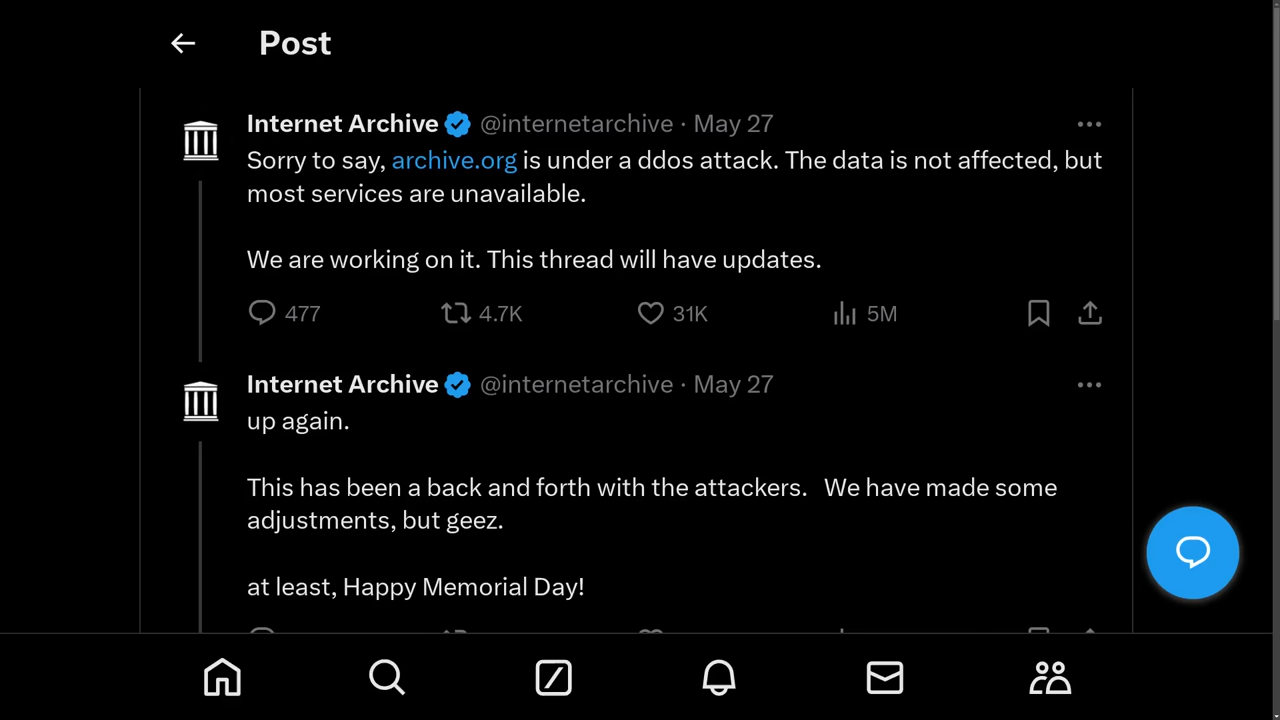 Post
Internet Archive @internetarchive · May 27
Sorry to say, archive.org is under a ddos attack. The data is not affected, but
most services are unavailable.
We are working on it. This thread will have updates.
477 4.7K 31K 5M
Internet Archive @internetarchive · May 27
up again.
This has been a back and forth with the attackers.   We have made some
adjustments, but geez.
at least, Happy Memorial Day!